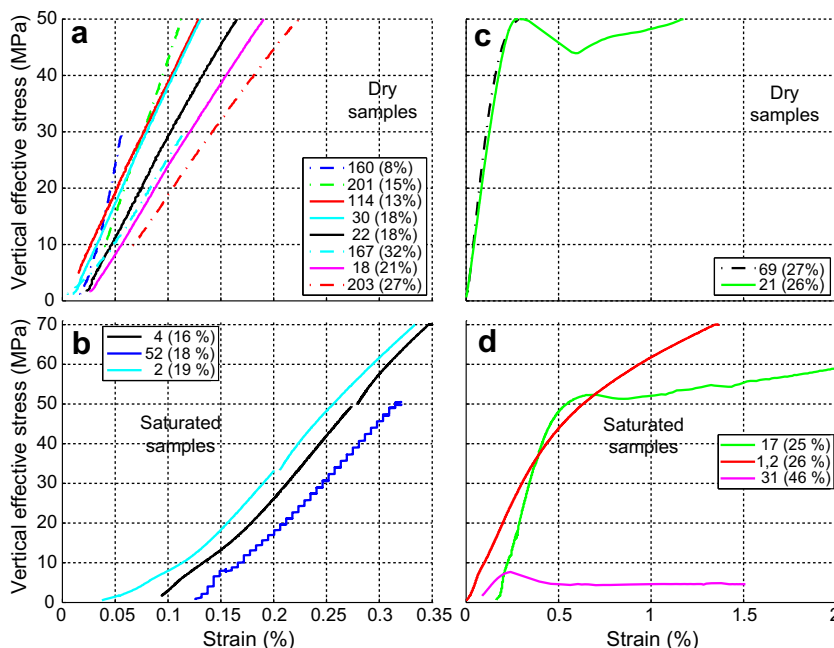 a
Vertical effective stress (MPa)
50
40
30
20
10
0
Dry
samples
160 (8%)
201 (15%)
114 (13%)
30 (18%)
22 (18%)
167 (32%)
18 (21%)
203 (27%)
c
Dry
samples
69 (27%)
21 (26%)
b
Vertical effective stress (MPa)
70
60
50
40
30
20
10
0
4 (16 %)
52 (18 %)
2 (19 %)
Saturated
samples
0 0.05 0.1 0.15 0.2 0.25 0.3 0.35
Strain (%)
d
Saturated
samples
17 (25 %)
1,2 (26 %)
31 (46 %)
0.5 1 1.5 2
Strain (%)